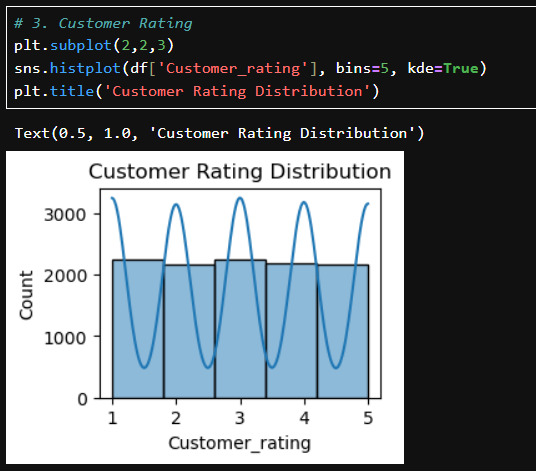 # 3. Customer Rating
plt.subplot(2,2,3)
sns.histplot(df['Customer_rating'], bins=5, kde=True)
plt.title('Customer Rating Distribution')
Text(0.5, 1.0, 'Customer Rating Distribution')
Customer Rating Distribution
3000
2000
1000
0
Count
1 2 3 4 5
Customer_rating